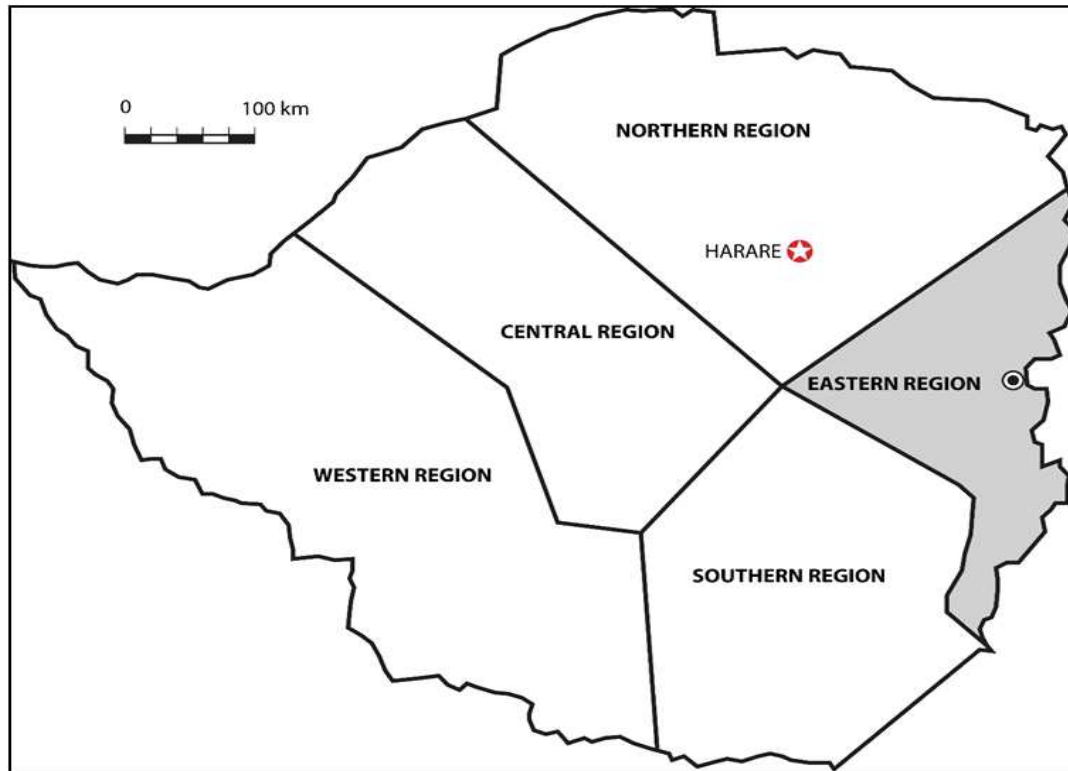 0 100 km
NORTHERN REGION
HARARE
CENTRAL REGION
EASTERN REGION
WESTERN REGION
SOUTHERN REGION